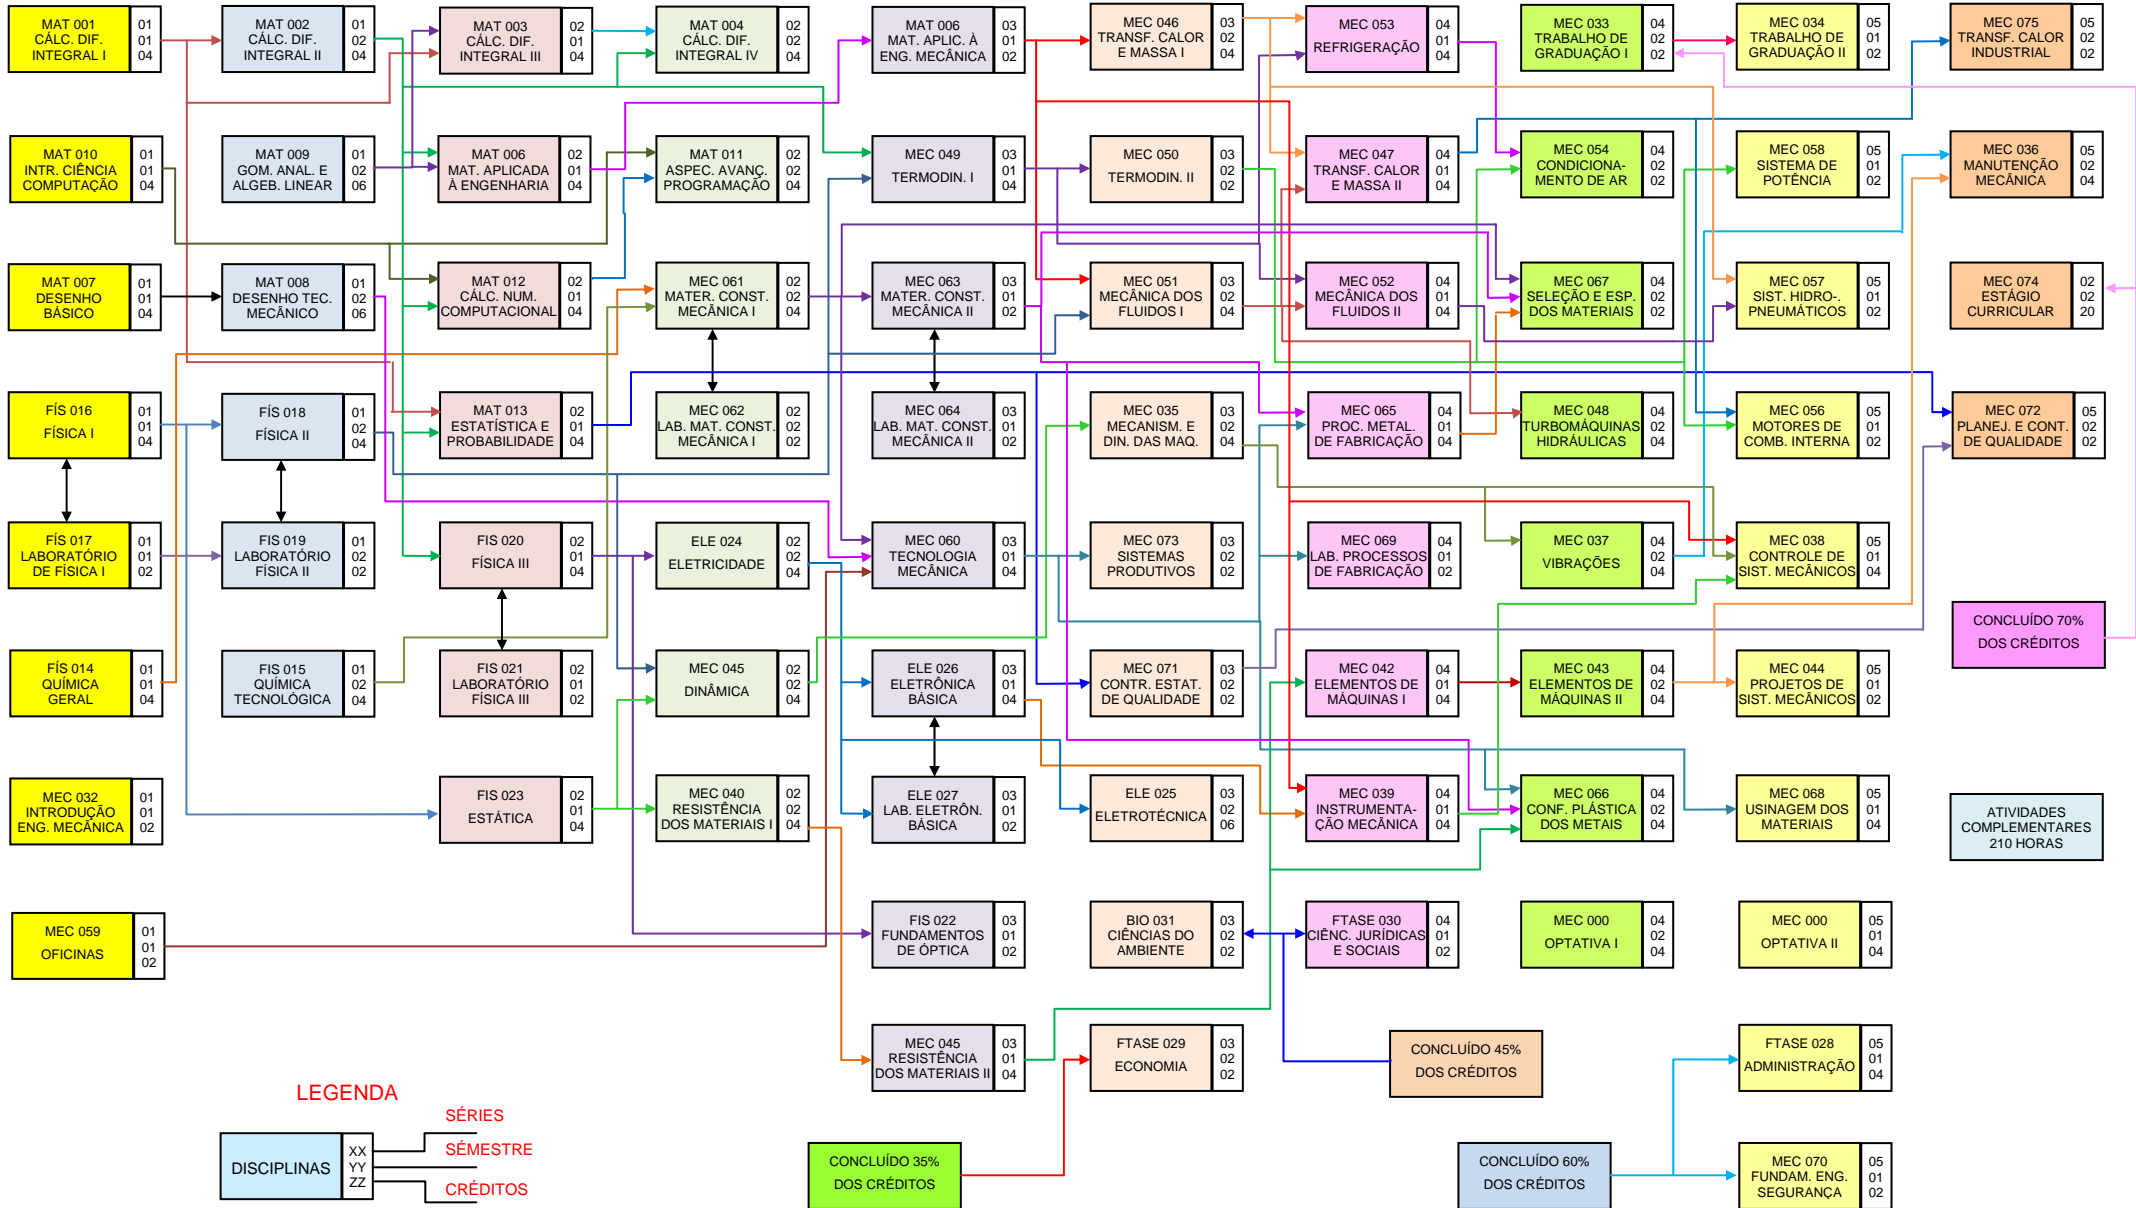 MAT 001
CÁLC. DIF.
INTEGRAL I
01
01
04
MAT 002
CÁLC. DIF.
INTEGRAL II
01
02
04
MAT 003
CÁLC. DIF.
INTEGRAL III
02
01
04
MAT 004
CÁLC. DIF.
INTEGRAL IV
02
02
04
MAT 006
MAT. APLIC. À
ENG. MECÂNICA
03
01
02
MEC 046
TRANSF. CALOR
E MASSA I
03
02
04
MEC 053
REFRIGERAÇÃO
04
01
04
MEC 033
TRABALHO DE
GRADUAÇÃO I
04
02
02
MEC 034
TRABALHO DE
GRADUAÇÃO II
05
01
02
MEC 075
TRANSF. CALOR
INDUSTRIAL
05
02
02
MAT 010
INTR. CIÊNCIA
COMPUTAÇÃO
01
01
04
MAT 009
GOM. ANAL. E
ALGEB. LINEAR
01
02
06
MAT 006
MAT. APLICADA
À ENGENHARIA
02
01
04
MAT 011
ASPEC. AVANÇ.
PROGRAMAÇÃO
02
02
04
MEC 049
TERMODIN. I
03
01
04
MEC 050
TERMODIN. II
03
02
02
MEC 047
TRANSF. CALOR
E MASSA II
04
01
04
MEC 054
CONDICIONA-
MENTO DE AR
04
02
02
MEC 058
SISTEMA DE
POTÊNCIA
05
01
02
MEC 036
MANUTENÇÃO
MECÂNICA
05
02
04
MAT 007
DESENHO
BÁSICO
01
01
04
MAT 008
DESENHO TEC.
MECÂNICO
01
02
06
MAT 012
CÁLC. NUM.
COMPUTACIONAL
02
01
04
MEC 061
MATER. CONST.
MECÂNICA I
02
02
04
MEC 063
MATER. CONST.
MECÂNICA II
03
01
02
MEC 051
MECÂNICA DOS
FLUIDOS I
03
02
04
MEC 052
MECÂNICA DOS
FLUIDOS II
04
01
04
MEC 067
SELEÇÃO E ESP.
DOS MATERIAIS
04
02
02
MEC 057
SIST. HIDRO-.
PNEUMÁTICOS
05
01
02
MEC 074
ESTÁGIO
CURRICULAR
02
02
20
FÍS 016
FÍSICA I
01
01
04
FÍS 018
FÍSICA II
01
02
04
MAT 013
ESTATÍSTICA E
PROBABILIDADE
02
01
04
MEC 062
LAB. MAT. CONST.
MECÂNICA I
02
02
02
MEC 064
LAB. MAT. CONST.
MECÂNICA II
03
01
02
MEC 035
MECANISM. E
DIN. DAS MAQ.
03
02
04
MEC 065
PROC. METAL.
DE FABRICAÇÃO
04
01
04
MEC 048
TURBOMÁQUINAS
HIDRÁULICAS
04
02
04
MEC 056
MOTORES DE
COMB. INTERNA
05
01
02
MEC 072
PLANEJ. E CONT.
DE QUALIDADE
05
02
02
FÍS 017
LABORATÓRIO
DE FÍSICA I
01
01
02
FIS 019
LABORATÓRIO
FÍSICA II
01
02
02
FIS 020
FÍSICA III
02
01
04
ELE 024
ELETRICIDADE
02
02
04
MEC 060
TECNOLOGIA
MECÂNICA
03
01
04
MEC 073
SISTEMAS
PRODUTIVOS
03
02
02
MEC 069
LAB. PROCESSOS
DE FABRICAÇÃO
04
01
02
MEC 037
VIBRAÇÕES
04
02
04
MEC 038
CONTROLE DE
SIST. MECÂNICOS
05
01
04
CONCLUÍDO 70%
DOS CRÉDITOS
FÍS 014
QUÍMICA
GERAL
01
01
04
FIS 015
QUÍMICA
TECNOLÓGICA
01
02
04
FIS 021
LABORATÓRIO
FÍSICA III
02
01
02
MEC 045
DINÂMICA
02
02
04
ELE 026
ELETRÔNICA
BÁSICA
03
01
04
MEC 071
CONTR. ESTAT.
DE QUALIDADE
03
02
02
MEC 042
ELEMENTOS DE
MÁQUINAS I
04
01
04
MEC 043
ELEMENTOS DE
MÁQUINAS II
04
02
04
MEC 044
PROJETOS DE
SIST. MECÂNICOS
05
01
02
MEC 032
INTRODUÇÃO
ENG. MECÂNICA
01
01
02
FIS 023
ESTÁTICA
02
01
04
MEC 040
RESISTÊNCIA
DOS MATERIAIS I
02
02
04
ELE 027
LAB. ELETRÔN.
BÁSICA
03
01
02
ELE 025
ELETROTÉCNICA
03
02
06
MEC 039
INSTRUMENTA-
ÇÃO MECÂNICA
04
01
04
MEC 066
CONF. PLÁSTICA
DOS METAIS
04
02
04
MEC 068
USINAGEM DOS
MATERIAIS
05
01
04
ATIVIDADES
COMPLEMENTARES
210 HORAS
MEC 059
OFICINAS
01
01
02
FIS 022
FUNDAMENTOS
DE ÓPTICA
03
01
02
BIO 031
CIÊNCIAS DO
AMBIENTE
03
02
02
FTASE 030
CIÊNC. JURÍDICAS
E SOCIAIS
04
01
02
MEC 000
OPTATIVA I
04
02
04
MEC 000
OPTATIVA II
05
01
04
MEC 045
RESISTÊNCIA
DOS MATERIAIS II
03
01
04
FTASE 029
ECONOMIA
03
02
02
CONCLUÍDO 45%
DOS CRÉDITOS
FTASE 028
ADMINISTRAÇÃO
05
01
04
LEGENDA
DISCIPLINAS
XX
YY
ZZ
SÉRIES
SÉMESTRE
CRÉDITOS
CONCLUÍDO 35%
DOS CRÉDITOS
CONCLUÍDO 60%
DOS CRÉDITOS
MEC 070
FUNDAM. ENG.
SEGURANÇA
05
01
02